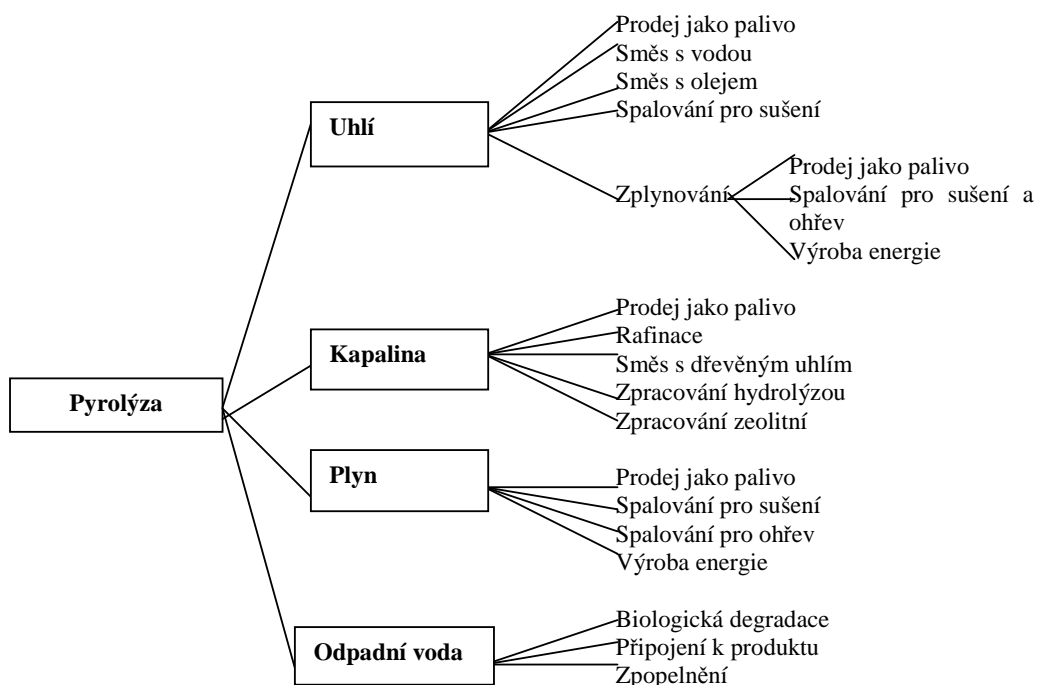 Pyrolýza
Uhlí
Prodej jako palivo
Směs s vodou
Směs s olejem
Spalování pro sušení
Zplynování
Prodej jako palivo
Spalování pro sušení a
ohřev
Výroba energie
Kapalina
Prodej jako palivo
Rafinace
Směs s dřevěným uhlím
Zpracování hydrolýzou
Zpracování zeolitní
Plyn
Prodej jako palivo
Spalování pro sušení
Spalování pro ohřev
Výroba energie
Odpadní voda
Biologická degradace
Připojení k produktu
Zpopelnění